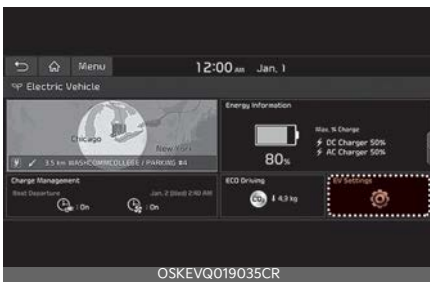 Menu
12:00 AM Jan. 1
Electric Vehicle
Chicago
New York
3.5 km WASHCOMMCOLLEGE / PARKING #4
Energy Information
80%
Max. % Charge
DC Charger 50%
AC Charger 50%
Charge Management
Next Departure
Jan. 2 (Wed) 2:40 AM
: On
: On
ECO Driving
CO₂
4.9 kg
EV Settings
OSKEVQ019035CR